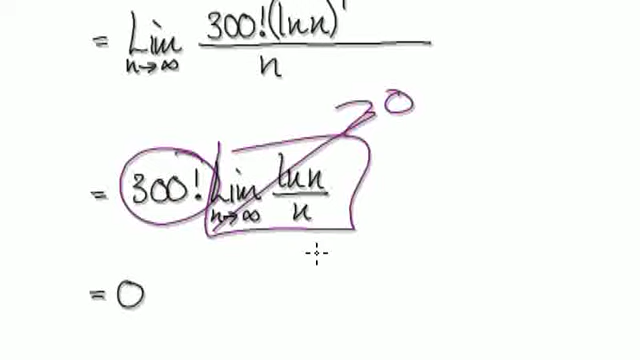 = Lim n→∞ 300!(ln n)¹ / n
0
= 300! Lim n→∞ ln n / n
= 0